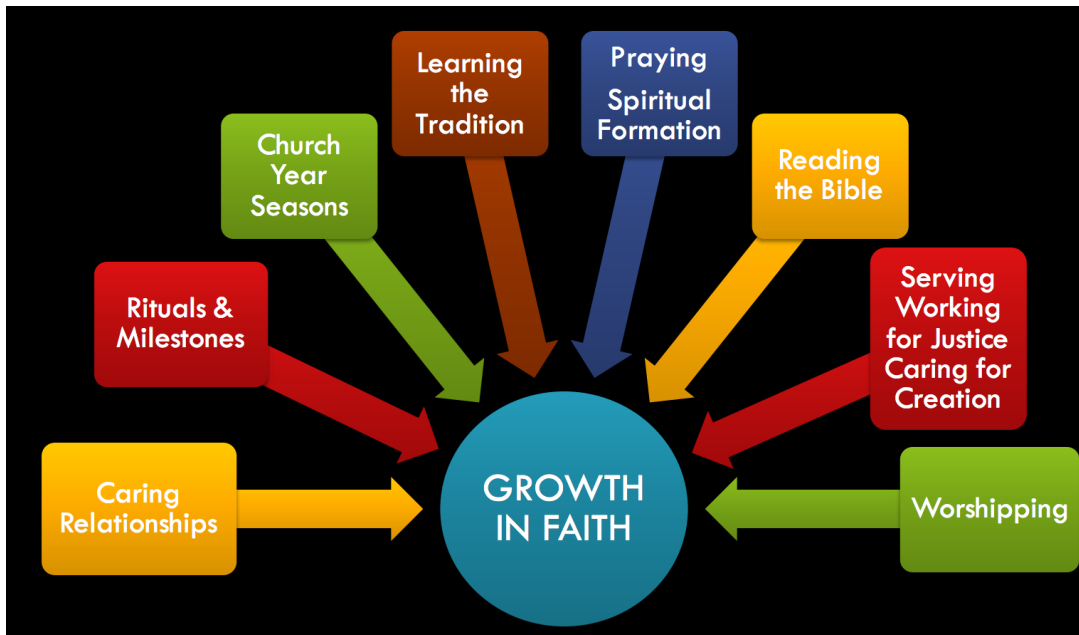 Caring
Relationships
Rituals &
Milestones
Church
Year
Seasons
Learning
the
Tradition
Praying
Spiritual
Formation
Reading
the Bible
Serving
Working
for Justice
Caring for
Creation
Worshipping
GROWTH
IN FAITH